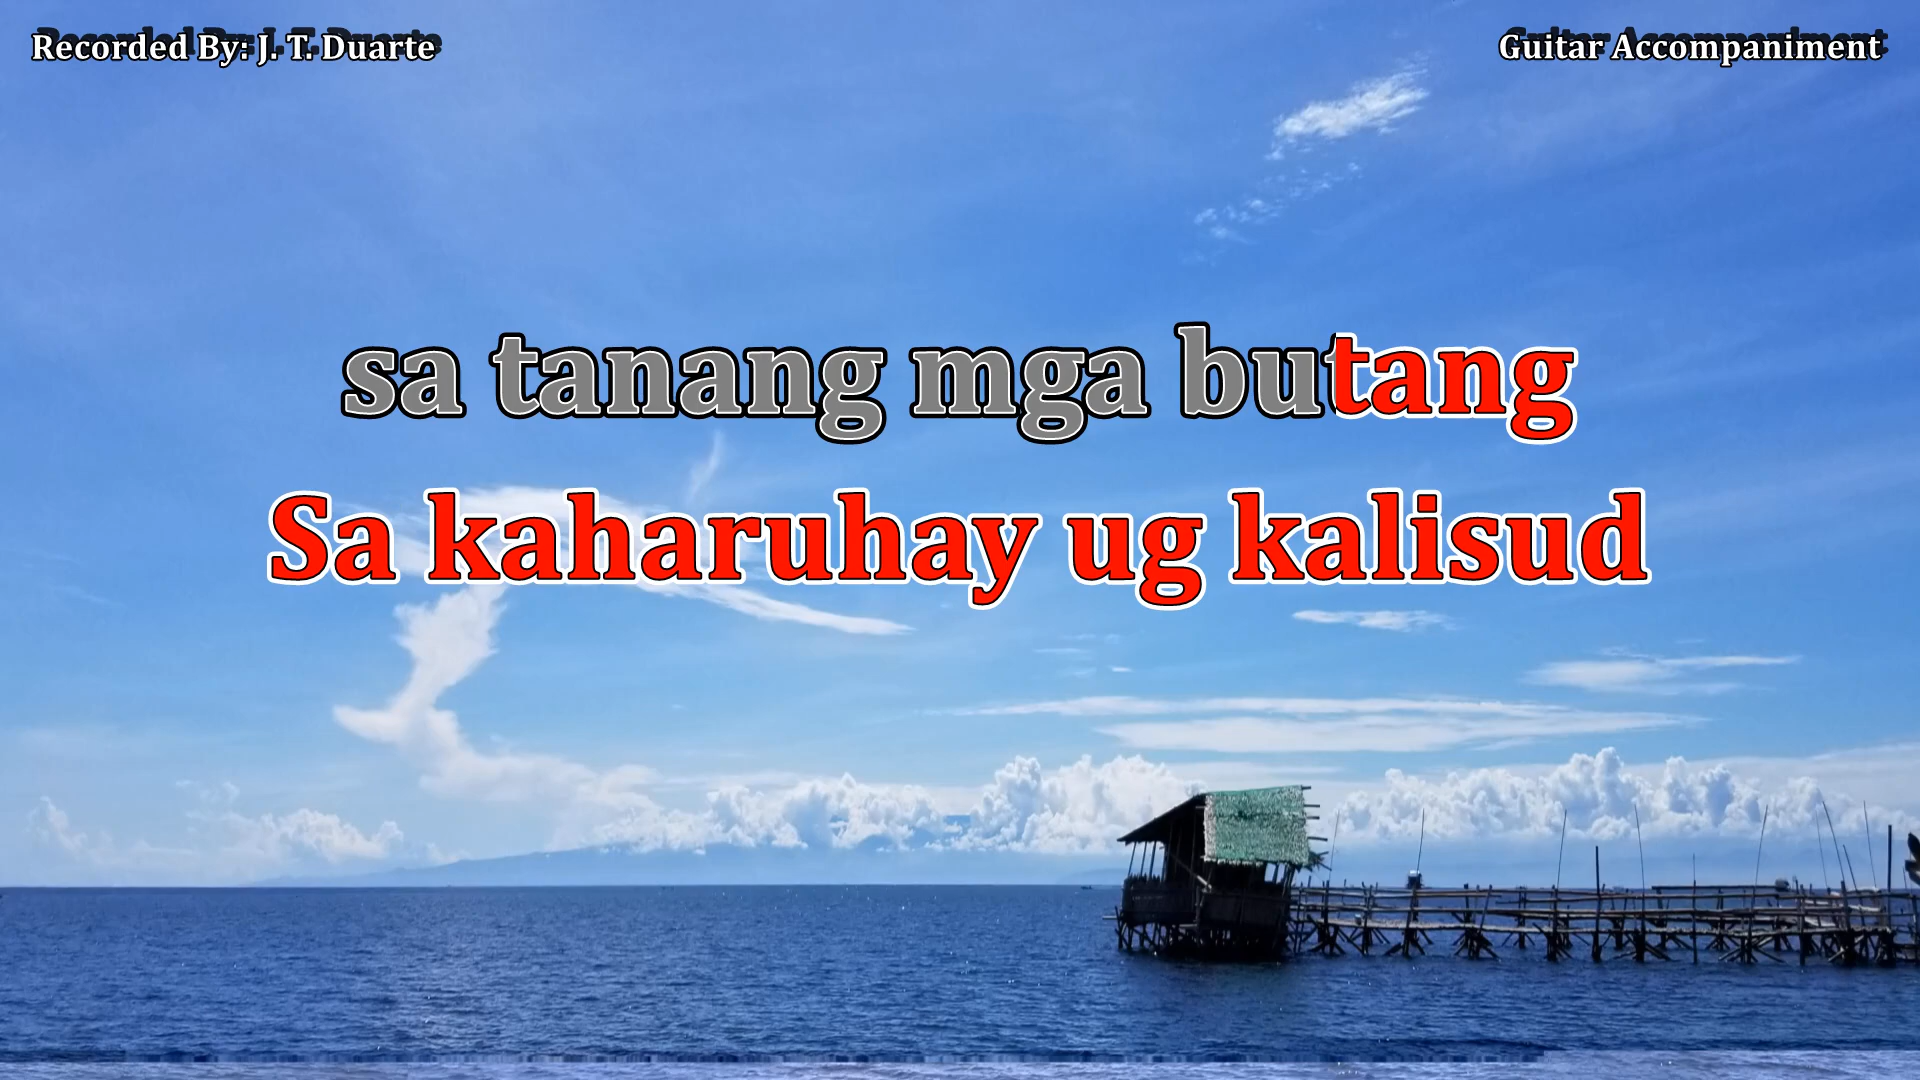 Recorded By: J. T. Duarte
Guitar Accompaniment
sa tanang mga butang
Sa kaharuhay ug kalisud